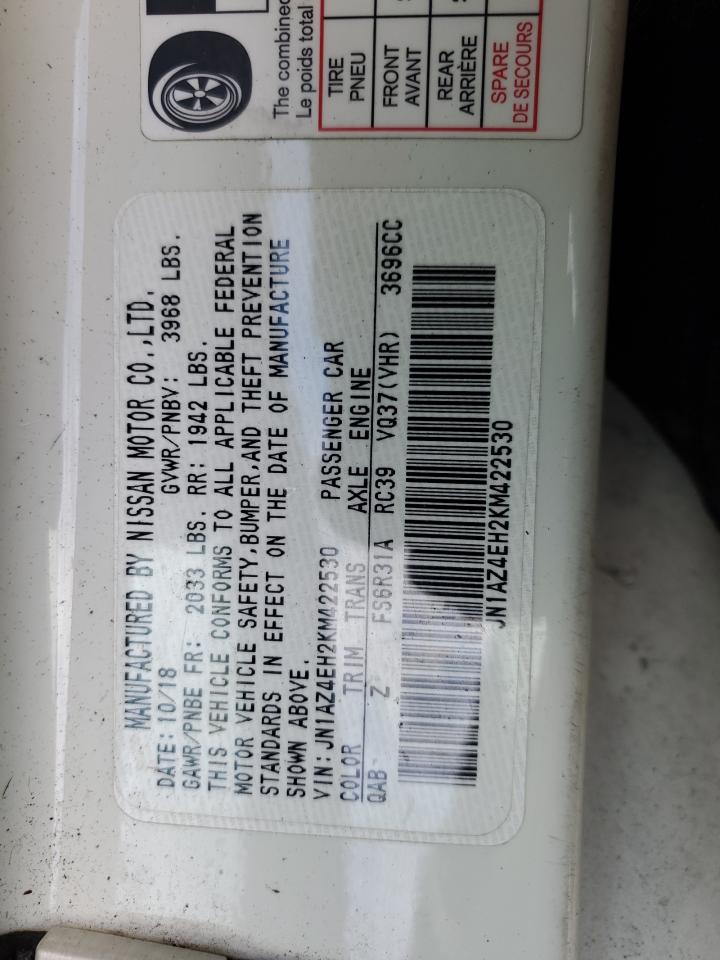 The combined
Le poids total
TIRE
PNEU
FRONT
AVANT
REAR
ARRIÈRE
SPARE
DE SECOURS
MANUFACTURED BY NISSAN MOTOR CO.,LTD.
DATE: 10/18 GVWR/PNBV: 3968 LBS.
GAWR/PNBE FR: 2033 LBS. RR: 1942 LBS.
THIS VEHICLE CONFORMS TO ALL APPLICABLE FEDERAL
MOTOR VEHICLE SAFETY,BUMPER,AND THEFT PREVENTION
STANDARDS IN EFFECT ON THE DATE OF MANUFACTURE
SHOWN ABOVE.
VIN: JN1AZ4EH2KM422530 PASSENGER CAR
COLOR TRIM TRANS AXLE ENGINE
QAB Z FS6R31A RC39 VQ37(VHR) 3696CC
JN1AZ4EH2KM422530